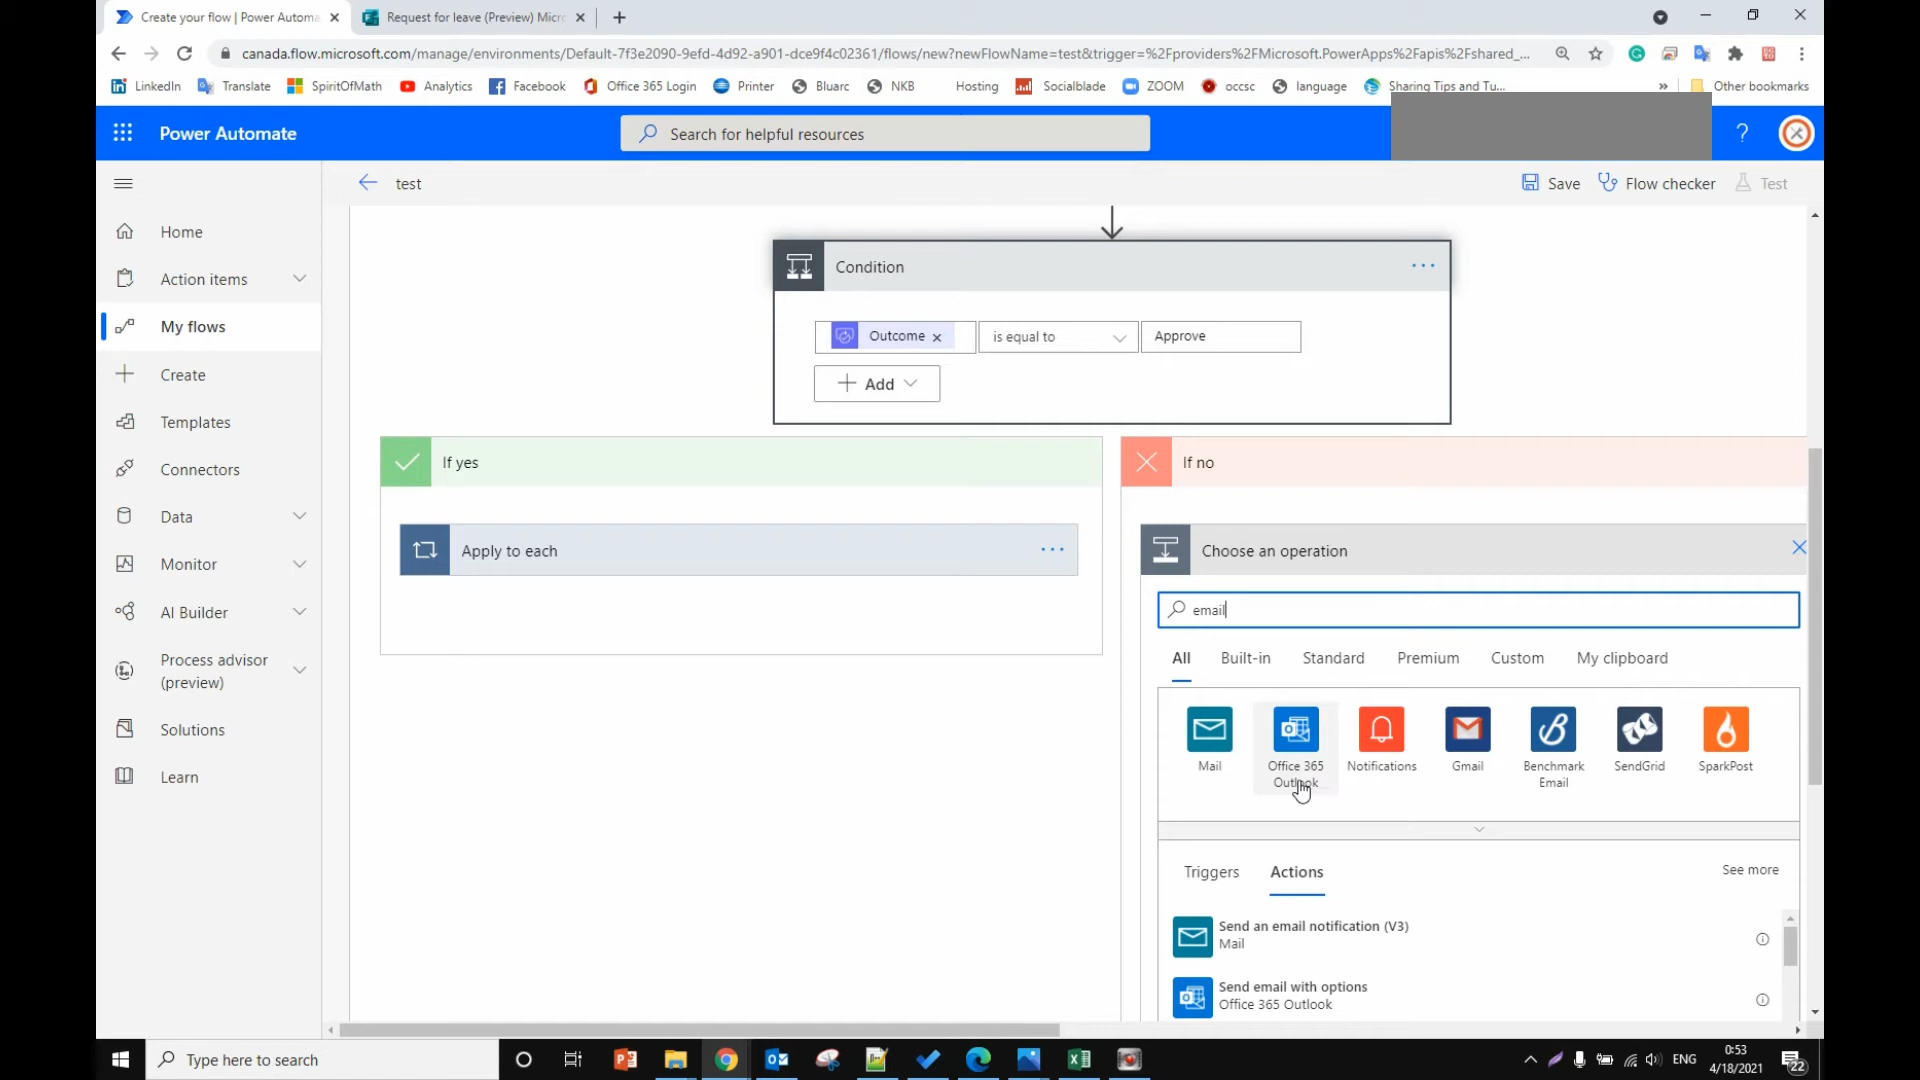 Create your flow | Power Automa
Request for leave (Preview) Micr
canada.flow.microsoft.com/manage/environments/Default-7f3e2090-9efd-4d92-a901-dce9f4c02361/flows/new?newFlowName=test&trigger=%2Fproviders%2FMicrosoft.PowerApps%2Fapis%2Fshared_...
LinkedIn
Translate
SpiritOfMath
Analytics
Facebook
Office 365 Login
Printer
Bluarc
NKB
Hosting
Socialblade
ZOOM
occsc
language
Sharing Tips and Tu...
»
Other bookmarks
Power Automate
Search for helpful resources
?
test
Save
Flow checker
Test
Home
Action items
My flows
Create
Templates
Connectors
Data
Monitor
AI Builder
Process advisor
(preview)
Solutions
Learn
Condition
...
Outcome ×
is equal to
Approve
Add
If yes
Apply to each
...
If no
Choose an operation
email
All
Built-in
Standard
Premium
Custom
My clipboard
Mail
Office 365
Outlook
Notifications
Gmail
Benchmark
Email
SendGrid
SparkPost
Triggers
Actions
See more
Send an email notification (V3)
Mail
Send email with options
Office 365 Outlook
Type here to search
ENG
0:53
4/18/2021
22